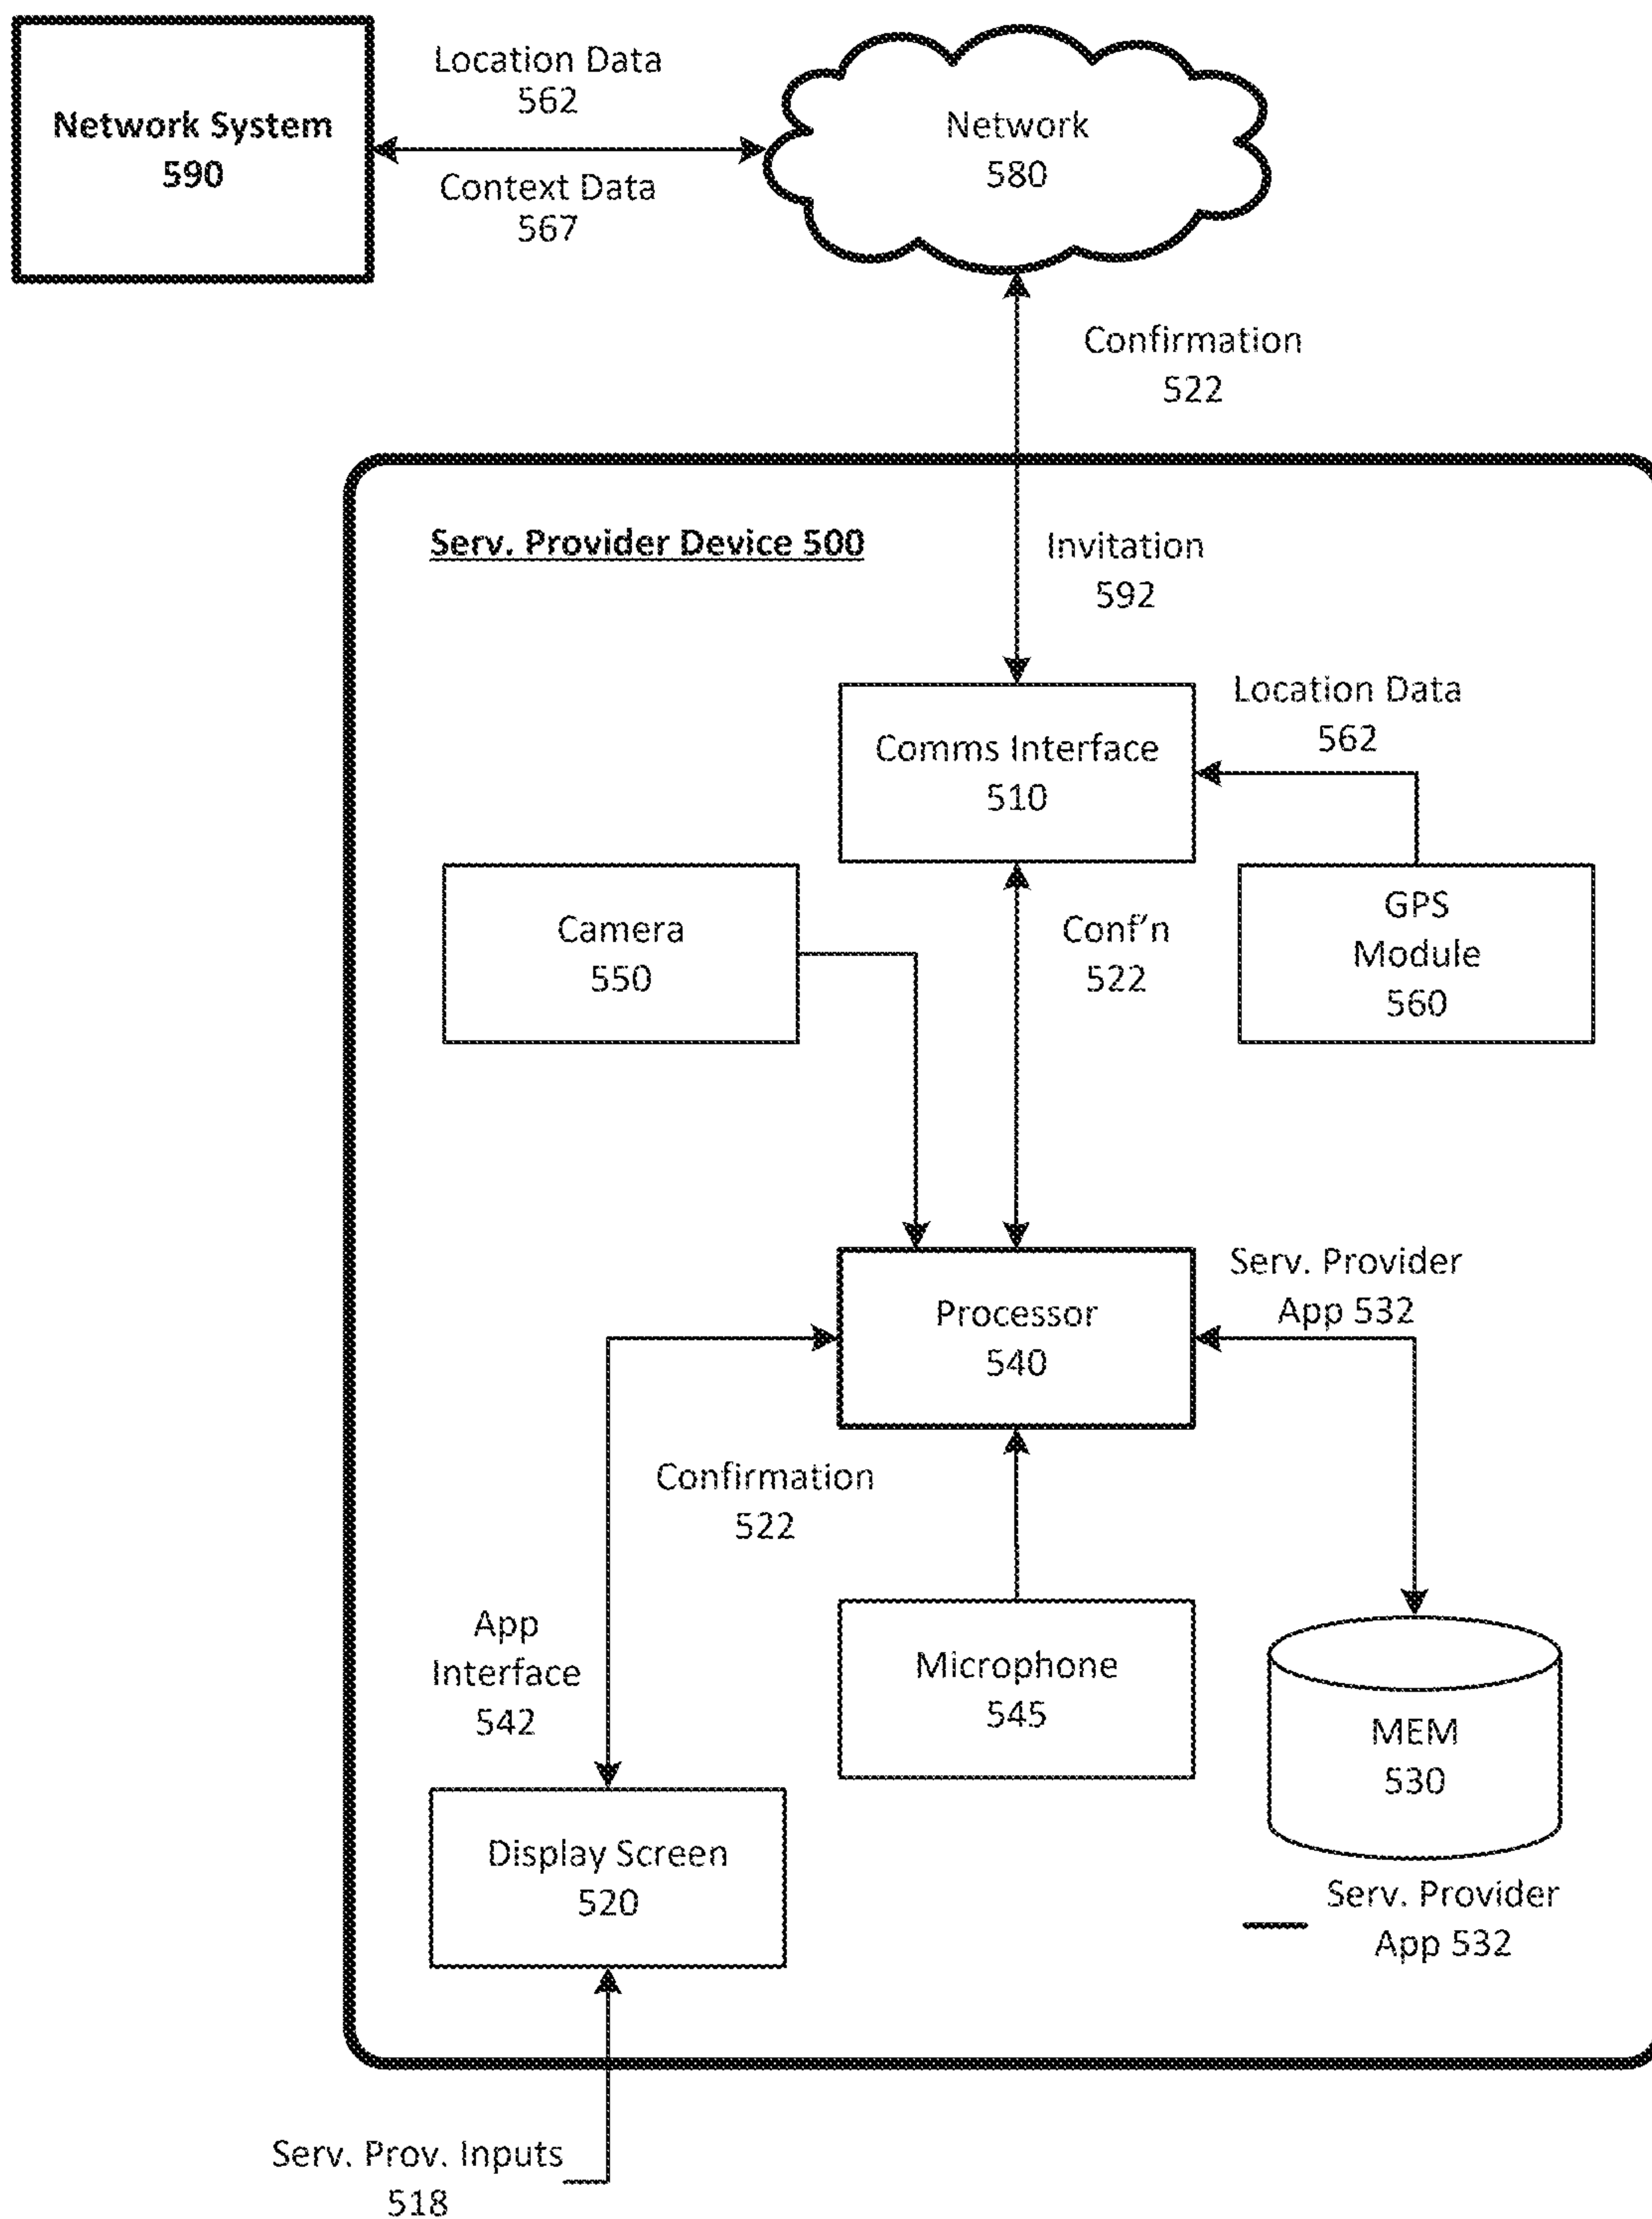 Network System
590
Location Data
562
Context Data
567
Network
580
Confirmation
522
Serv. Provider Device 500
Invitation
592
Comms Interface
510
Location Data
562
Camera
550
Conf'n
522
GPS
Module
560
Processor
540
Serv. Provider
App 532
Confirmation
522
App
Interface
542
Microphone
545
MEM
530
Display Screen
520
Serv. Provider
App 532
Serv. Prov. Inputs
518